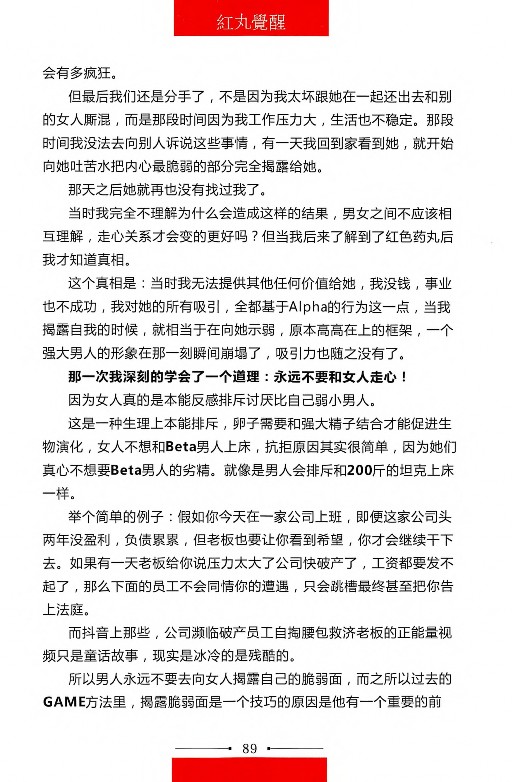 紅丸覺醒
会有多疯狂。
但最后我们还是分手了，不是因为我太坏跟她在一起还出去和别
的女人厮混，而是那段时间因为我工作压力大，生活也不稳定。那段
时间我没法去向别人诉说这些事情，有一天我回到家看到她，就开始
向她吐苦水把内心最脆弱的部分完全揭露给她。
那天之后她就再也没有找过我了。
当时我完全不理解为什么会造成这样的结果，男女之间不应该相
互理解，走心关系才会变的更好吗？但当我后来了解到了红色药丸后
我才知道真相。
这个真相是：当时我无法提供其他任何价值给她，我没钱，事业
也不成功，我对她的所有吸引，全都基于Alpha的行为这一点，当我
揭露自我的时候，就相当于在向她示弱，原本高高在上的框架，一个
强大男人的形象在那一刻瞬间崩塌了，吸引力也随之没有了。
那一次我深刻的学会了一个道理：永远不要和女人走心！
因为女人真的是本能反感排斥讨厌比自己弱小男人。
这是一种生理上本能排斥，卵子需要和强大精子结合才能促进生
物演化，女人不想和Beta男人上床，抗拒原因其实很简单，因为她们
真心不想要Beta男人的劣精。就像是男人会排斥和200斤的坦克上床
一样。
举个简单的例子：假如你今天在一家公司上班，即便这家公司头
两年没盈利，负债累累，但老板也要让你看到希望，你才会继续干下
去。如果有一天老板给你说压力太大了公司快破产了，工资都要发不
起了，那么下面的员工不会同情你的遭遇，只会跳槽最终甚至把你告
上法庭。
而抖音上那些，公司濒临破产员工自掏腰包救济老板的正能量视
频只是童话故事，现实是冰冷的是残酷的。
所以男人永远不要去向女人揭露自己的脆弱面，而之所以过去的
GAME方法里，揭露脆弱面是一个技巧的原因是他有一个重要的前
89